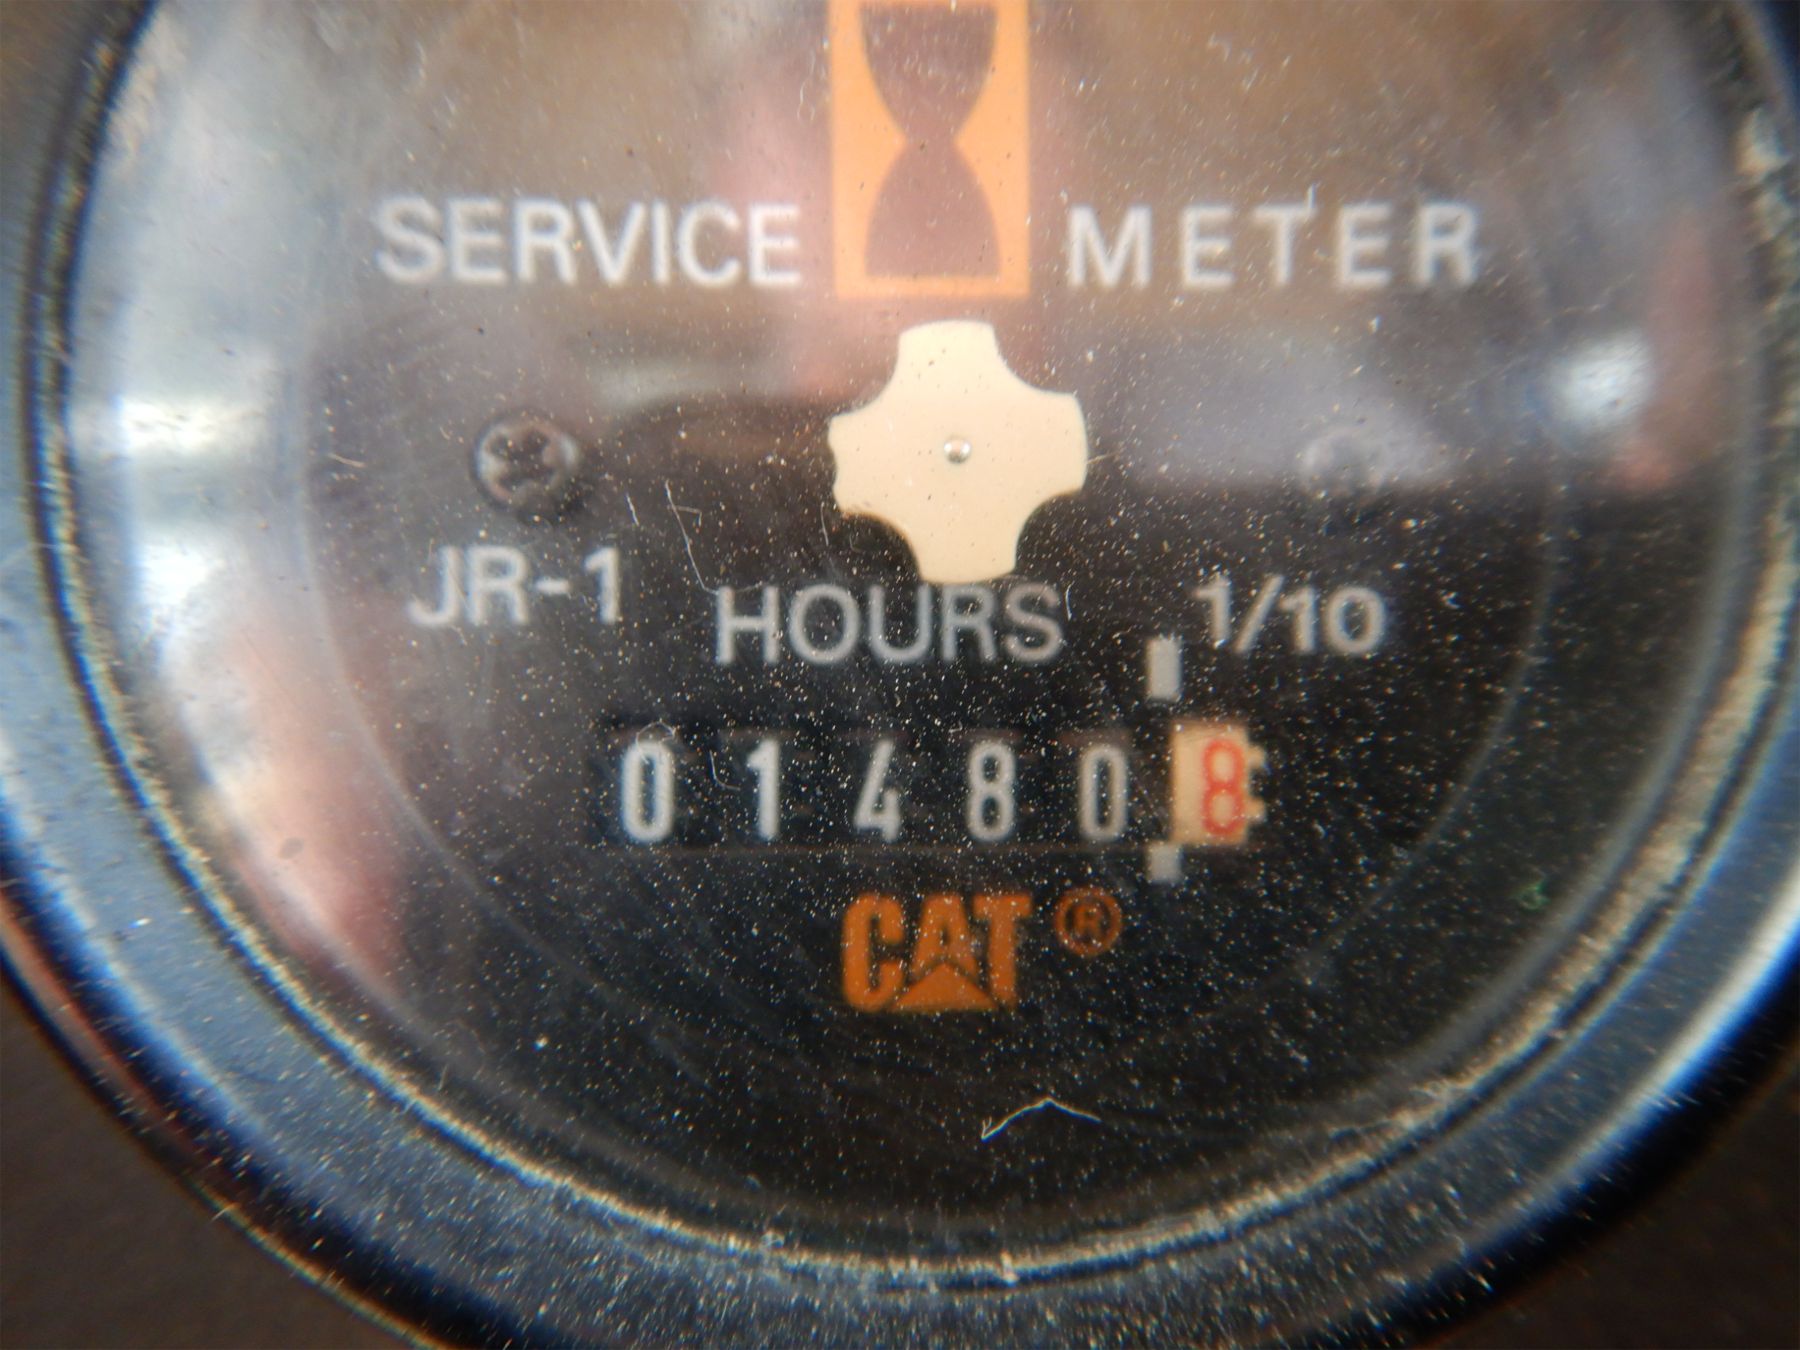 SERVICE METER
JR-1 HOURS 1/10
014808
CAT®